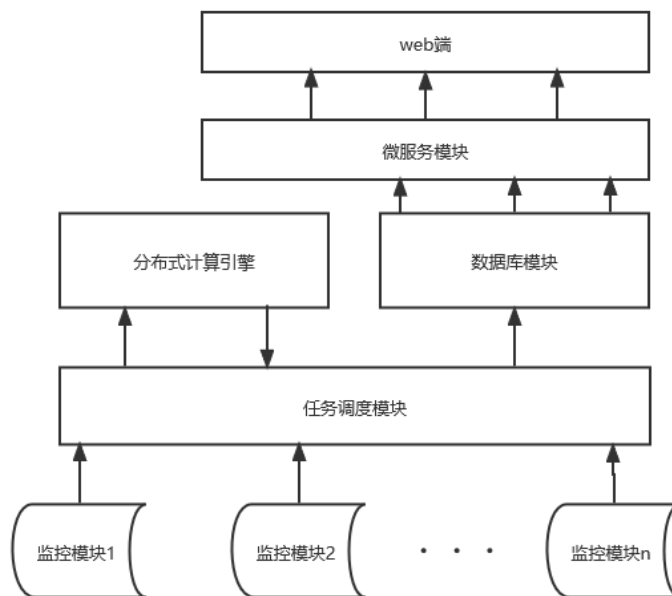 web端
微服务模块
分布式计算引擎
数据库模块
任务调度模块
监控模块1
监控模块2
· · ·
监控模块n